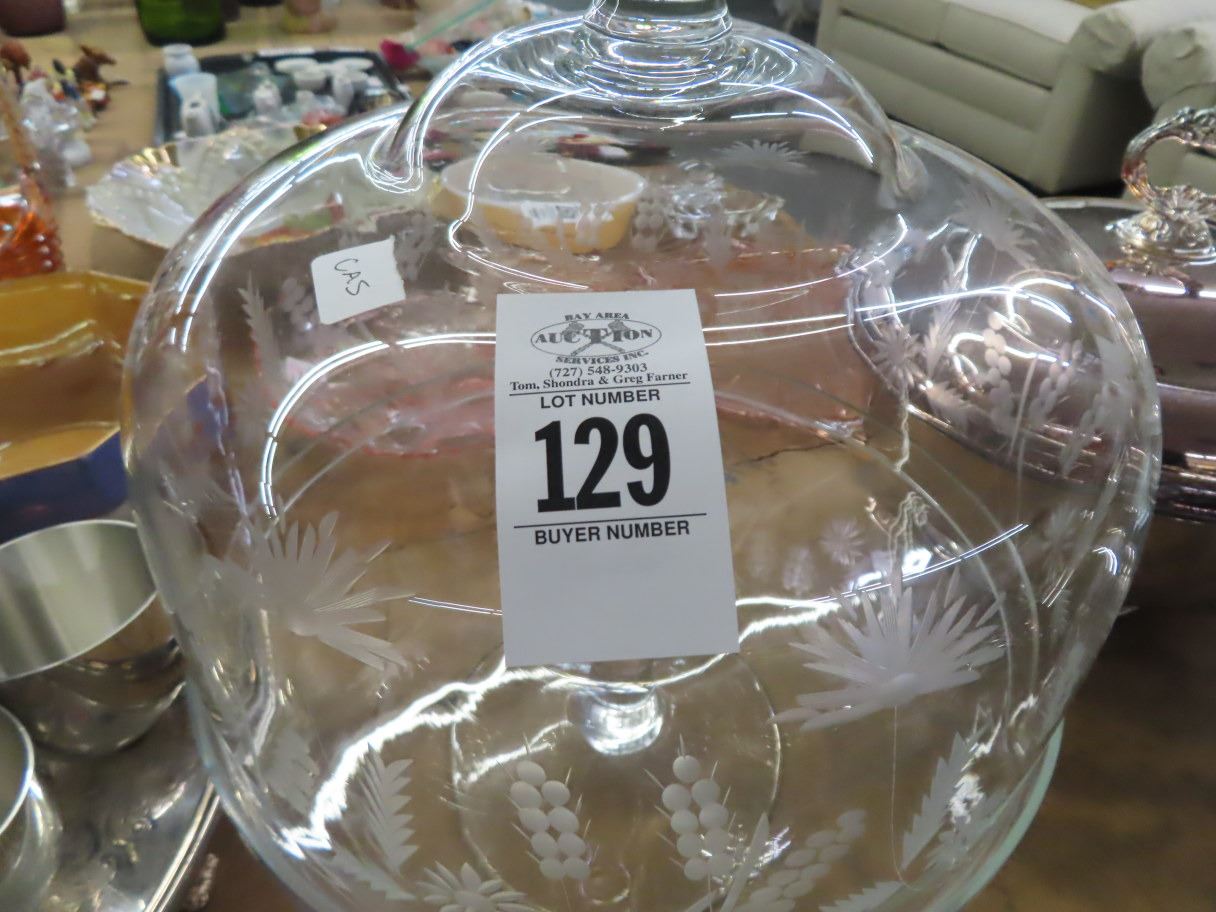 CAS
BAY AREA
AUCTION
SERVICES INC.
(727) 548-9303
Tom, Shondra & Greg Farner
LOT NUMBER
129
BUYER NUMBER